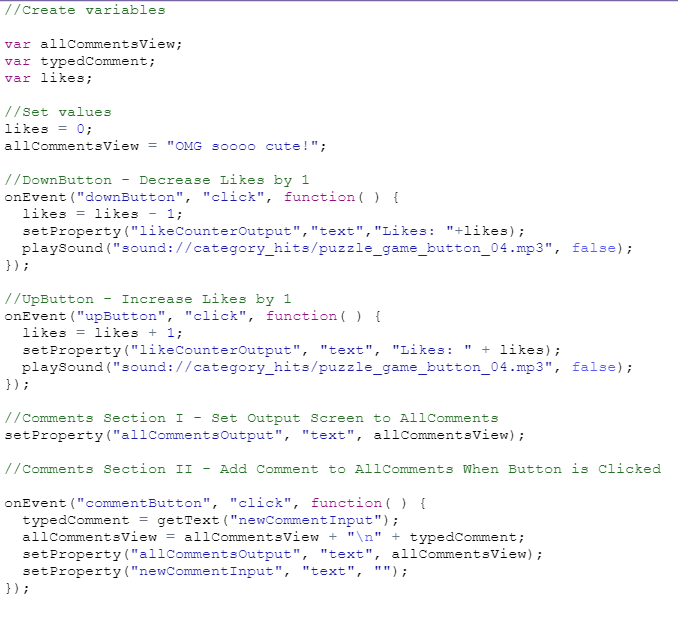 //Create variables
var allCommentsView;
var typedComment;
var likes;
//Set values
likes = 0;
allCommentsView = "OMG soooo cute!";
//DownButton - Decrease Likes by 1
onEvent("downButton", "click", function( ) {
  likes = likes - 1;
  setProperty("likeCounterOutput","text","Likes: "+likes);
  playSound("sound://category_hits/puzzle_game_button_04.mp3", false);
});
//UpButton - Increase Likes by 1
onEvent("upButton", "click", function( ) {
  likes = likes + 1;
  setProperty("likeCounterOutput", "text", "Likes: " + likes);
  playSound("sound://category_hits/puzzle_game_button_04.mp3", false);
});
//Comments Section I - Set Output Screen to AllComments
setProperty("allCommentsOutput", "text", allCommentsView);
//Comments Section II - Add Comment to AllComments When Button is Clicked
onEvent("commentButton", "click", function( ) {
  typedComment = getText("newCommentInput");
  allCommentsView = allCommentsView + "\n" + typedComment;
  setProperty("allCommentsOutput", "text", allCommentsView);
  setProperty("newCommentInput", "text", "");
});